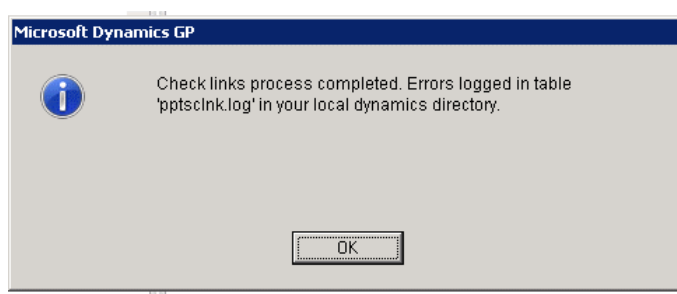 Microsoft Dynamics GP
Check links process completed. Errors logged in table
'pptsclnk.log' in your local dynamics directory.
OK